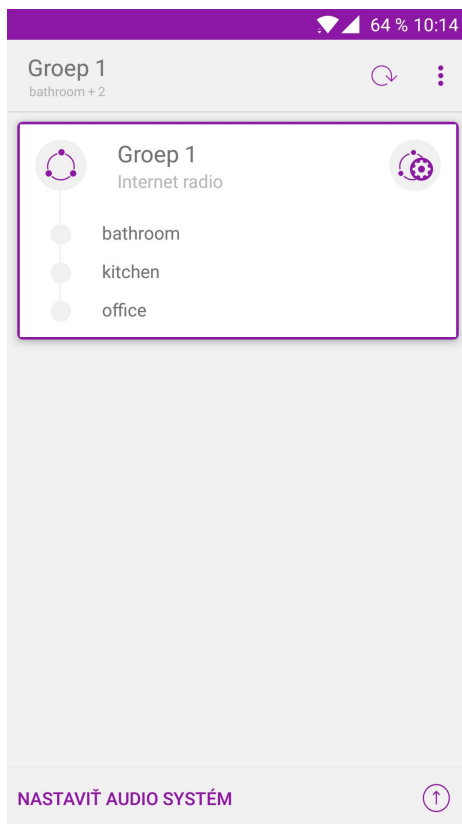 64 % 10:14
Groep 1
bathroom + 2
Groep 1
Internet radio
bathroom
kitchen
office
NASTAVIŤ AUDIO SYSTÉM